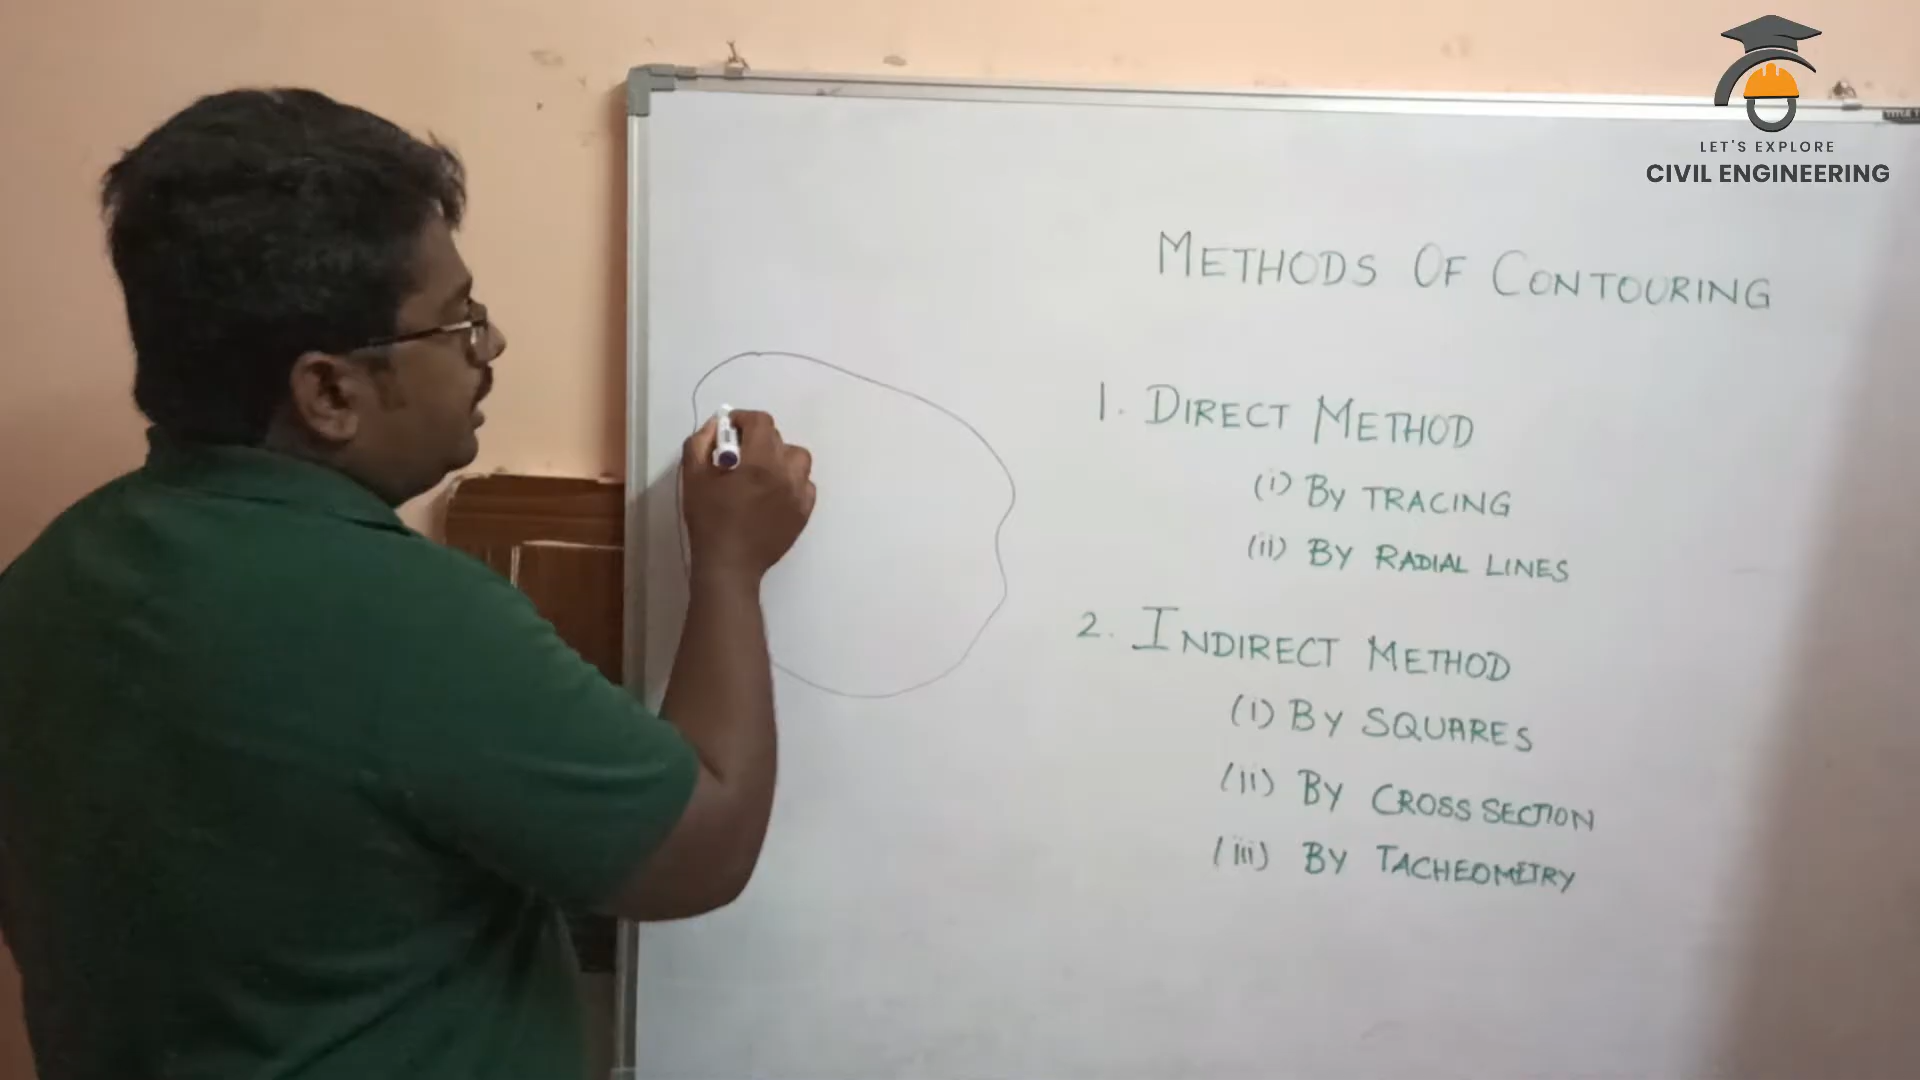 LET'S EXPLORE
CIVIL ENGINEERING
METHODS OF CONTOURING
1. DIRECT METHOD
(i) BY TRACING
(ii) BY RADIAL LINES
2. INDIRECT METHOD
(i) BY SQUARES
(ii) BY CROSS SECTION
(iii) BY TACHEOMETRY